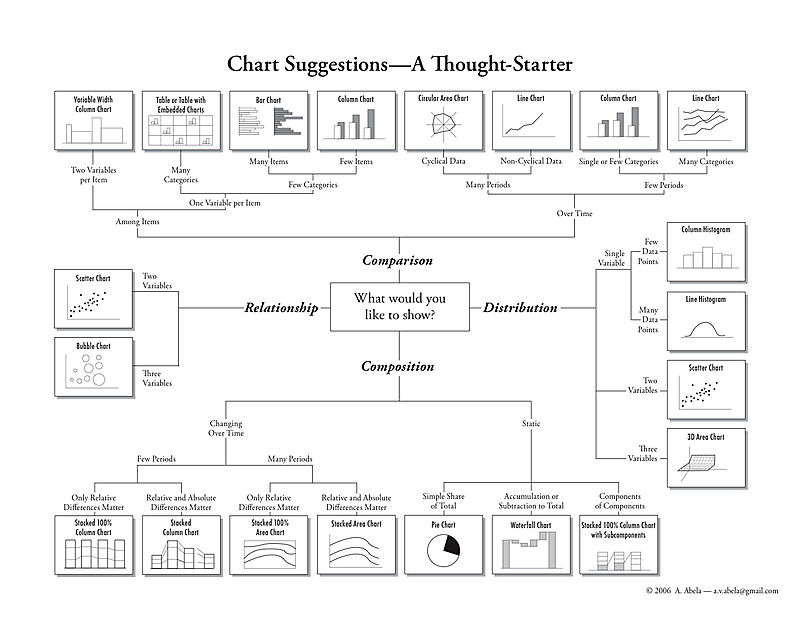 Chart Suggestions—A Thought-Starter
Variable Width
Column Chart
Table or Table with
Embedded Charts
Bar Chart
Column Chart
Circular Area Chart
Line Chart
Column Chart
Line Chart
Two Variables
per Item
Many
Categories
Many Items
Few Items
Cyclical Data
Non-Cyclical Data
Single or Few Categories
Many Categories
Few Categories
Many Periods
Few Periods
One Variable per Item
Among Items
Over Time
Comparison
Relationship
What would you
like to show?
Distribution
Composition
Scatter Chart
Two
Variables
Bubble Chart
Three
Variables
Single
Variable
Few
Data
Points
Column Histogram
Many
Data
Points
Line Histogram
Two
Variables
Scatter Chart
Three
Variables
3D Area Chart
Changing
Over Time
Static
Few Periods
Many Periods
Only Relative
Differences Matter
Relative and Absolute
Differences Matter
Only Relative
Differences Matter
Relative and Absolute
Differences Matter
Simple Share
of Total
Accumulation or
Subtraction to Total
Components
of Components
Stacked 100%
Column Chart
Stacked
Column Chart
Stacked 100%
Area Chart
Stacked Area Chart
Pie Chart
Waterfall Chart
Stacked 100% Column Chart
with Subcomponents
© 2006 A. Abela — a.v.abela@gmail.com